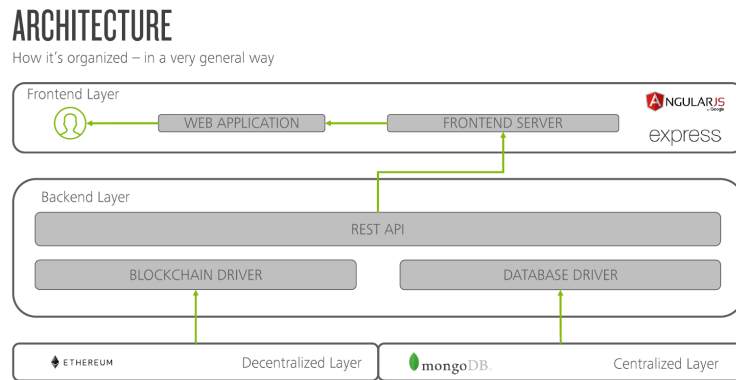 ARCHITECTURE
How it's organized – in a very general way
Frontend Layer
ANGULARJS
by Google
WEB APPLICATION
FRONTEND SERVER
express
Backend Layer
REST API
BLOCKCHAIN DRIVER
DATABASE DRIVER
ETHEREUM
Decentralized Layer
mongoDB.
Centralized Layer